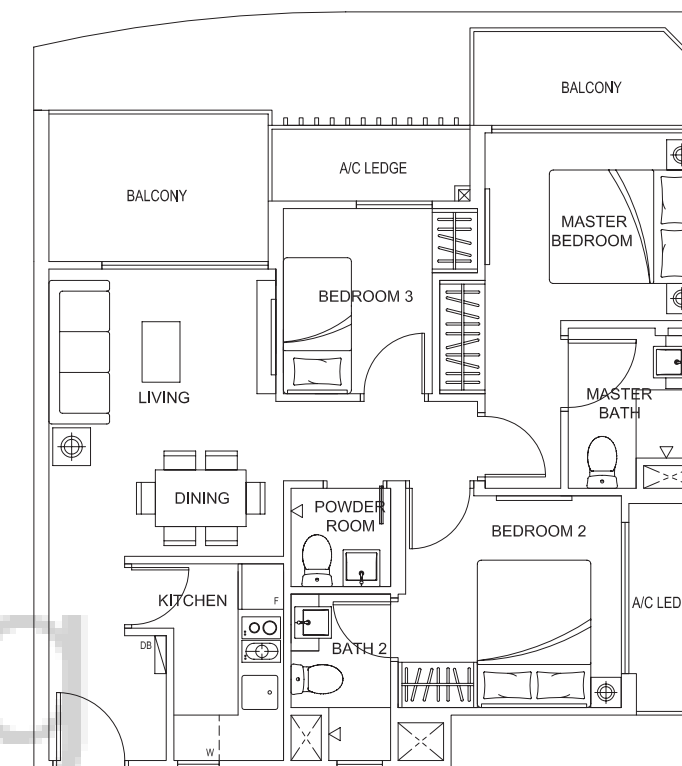 BALCONY
A/C LEDGE
BALCONY
MASTER
BEDROOM
BEDROOM 3
LIVING
MASTER
BATH
DINING
POWDER
ROOM
BEDROOM 2
KITCHEN
F
A/C LED
DB
BATH 2
W